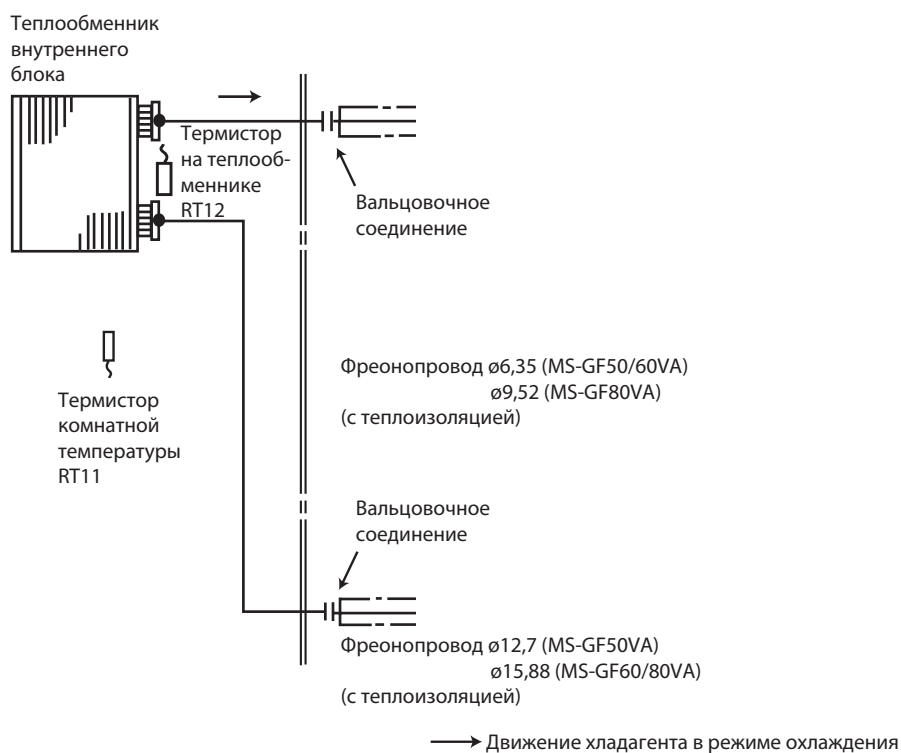 Теплообменник
внутреннего
блока
Термистор
на теплооб-
меннике
RT12
Вальцовочное
соединение
Термистор
комнатной
температуры
RT11
Фреонопровод ø6,35 (MS-GF50/60VA)
ø9,52 (MS-GF80VA)
(с теплоизоляцией)
Вальцовочное
соединение
Фреонопровод ø12,7 (MS-GF50VA)
ø15,88 (MS-GF60/80VA)
(с теплоизоляцией)
Движение хладагента в режиме охлаждения